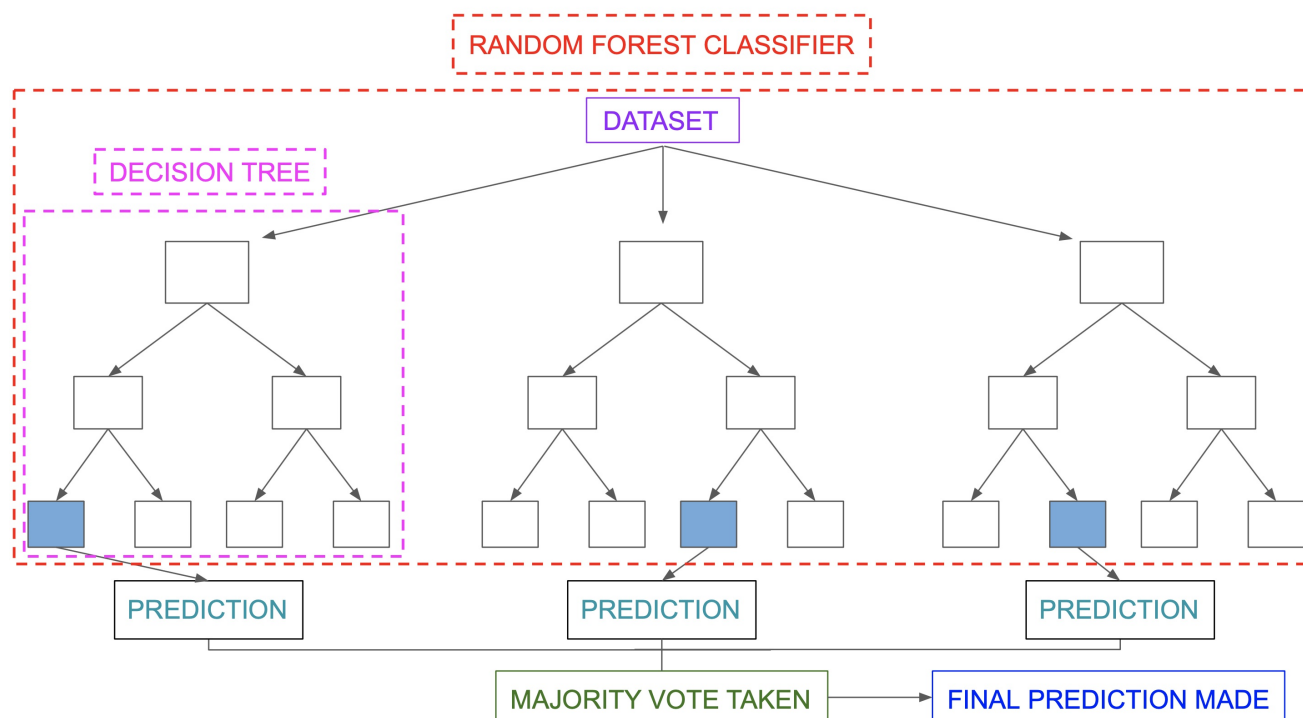 RANDOM FOREST CLASSIFIER
DATASET
DECISION TREE
PREDICTION
PREDICTION
PREDICTION
MAJORITY VOTE TAKEN
FINAL PREDICTION MADE